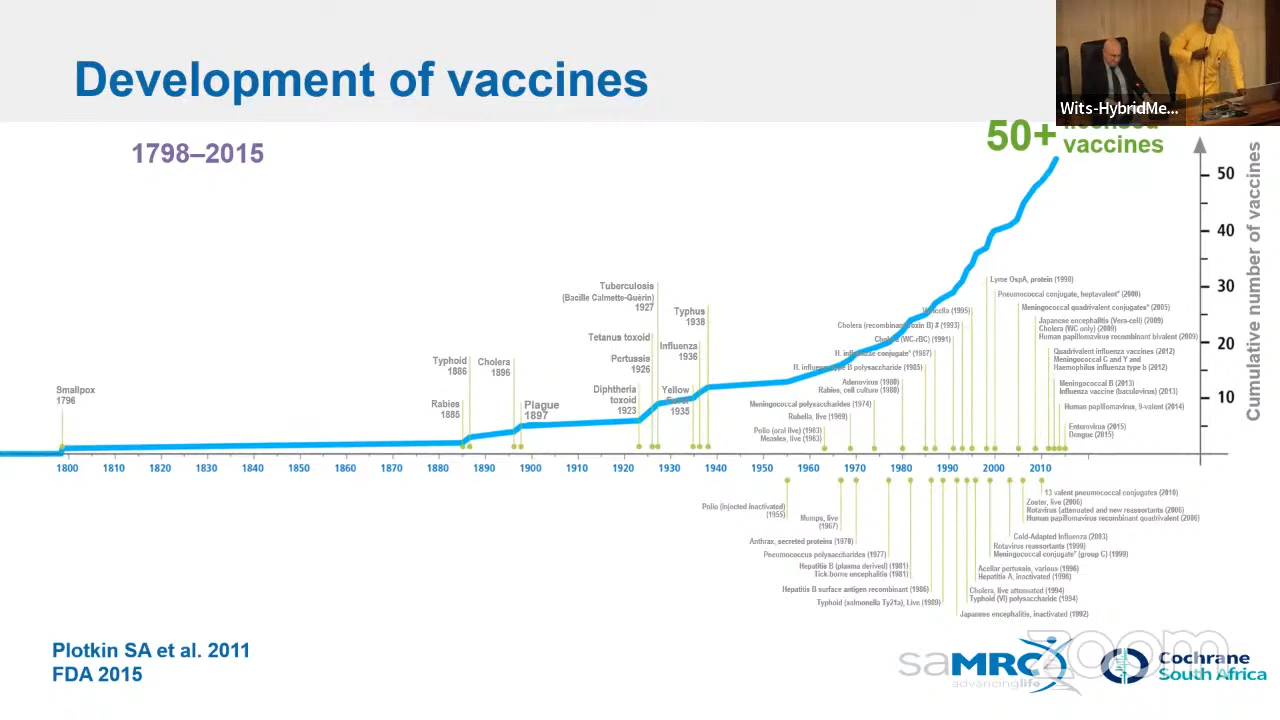 Development of vaccines
Wits-HybridMe...
1798–2015
50+ licensed
vaccines
Cumulative number of vaccines
50
40
30
20
10
Smallpox
1796
Typhoid
1886
Rabies
1885
Cholera
1896
Plague
1897
Tuberculosis
(Bacille Calmette-Guérin)
1927
Tetanus toxoid
Pertussis
1926
Diphtheria
toxoid
1923
Typhus
1938
Influenza
1936
Yellow
Fever
1935
Lyme OspA, protein (1998)
Pneumococcal conjugate, heptavalent* (2000)
Meningococcal quadrivalent conjugates* (2005)
Varicella (1995)
Cholera (recombinant toxin B) # (1993)
Cholera (WC-rBC) (1991)
H. influenzae conjugate* (1987)
H. influenzae type B polysaccharide (1985)
Adenovirus (1980)
Rabies, cell culture (1980)
Meningococcal polysaccharides (1974)
Rubella, live (1969)
Polio (oral live) (1963)
Measles, live (1963)
Japanese encephalitis (Vera-cell) (2009)
Cholera (WC only) (2009)
Human papillomavirus recombinant bivalent (2009)
Quadrivalent influenza vaccines (2012)
Meningococcal C and Y and
Haemophilus influenza type b (2012)
Meningococcal B (2013)
Influenza vaccine (baculovirus) (2013)
Human papillomavirus, 9-valent (2014)
Enterovirus (2015)
Dengue (2015)
1800 1810 1820 1830 1840 1850 1860 1870 1880 1890 1900 1910 1920 1930 1940 1950 1960 1970 1980 1990 2000 2010
Polio (injected inactivated)
(1955)
Mumps, live
(1967)
Anthrax, secreted proteins (1970)
Pneumococcus polysaccharides (1977)
Hepatitis B (plasma derived) (1981)
Tick borne encephalitis (1981)
Hepatitis B surface antigen recombinant (1986)
Typhoid (salmonella Ty21a), Live (1989)
13 valent pneumococcal conjugates (2010)
Zoster, live (2006)
Rotavirus (attenuated and new reassortants (2006)
Human papillomavirus recombinant quadrivalent (2006)
Cold-Adapted Influenza (2003)
Rotavirus reassortants (1999)
Meningococcal conjugate* (group C) (1999)
Acellar pertussis, various (1996)
Hepatitis A, inactivated (1996)
Cholera, live attenuated (1994)
Typhoid (Vi) polysaccharide (1994)
Japanese encephalitis, inactivated (1992)
Plotkin SA et al. 2011
FDA 2015
saMRC
advancinglife
zoom
Cochrane
South Africa